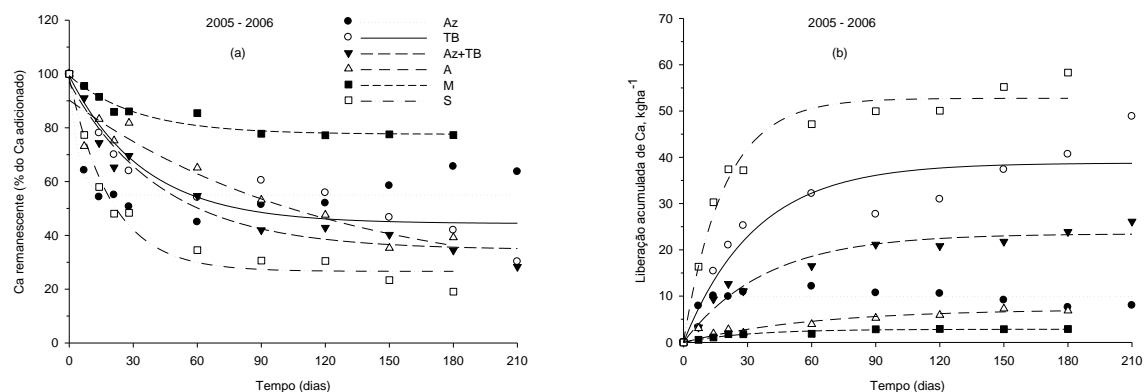 2005 - 2006
(a)
Az
TB
Az+TB
A
M
S
Ca remanescente (% do Ca adicionado)
120
100
80
60
40
20
0
0 30 60 90 120 150 180 210
Tempo (dias)
2005 - 2006
(b)
Liberação acumulada de Ca, kgha-1
70
60
50
40
30
20
10
0
0 30 60 90 120 150 180 210
Tempo (dias)